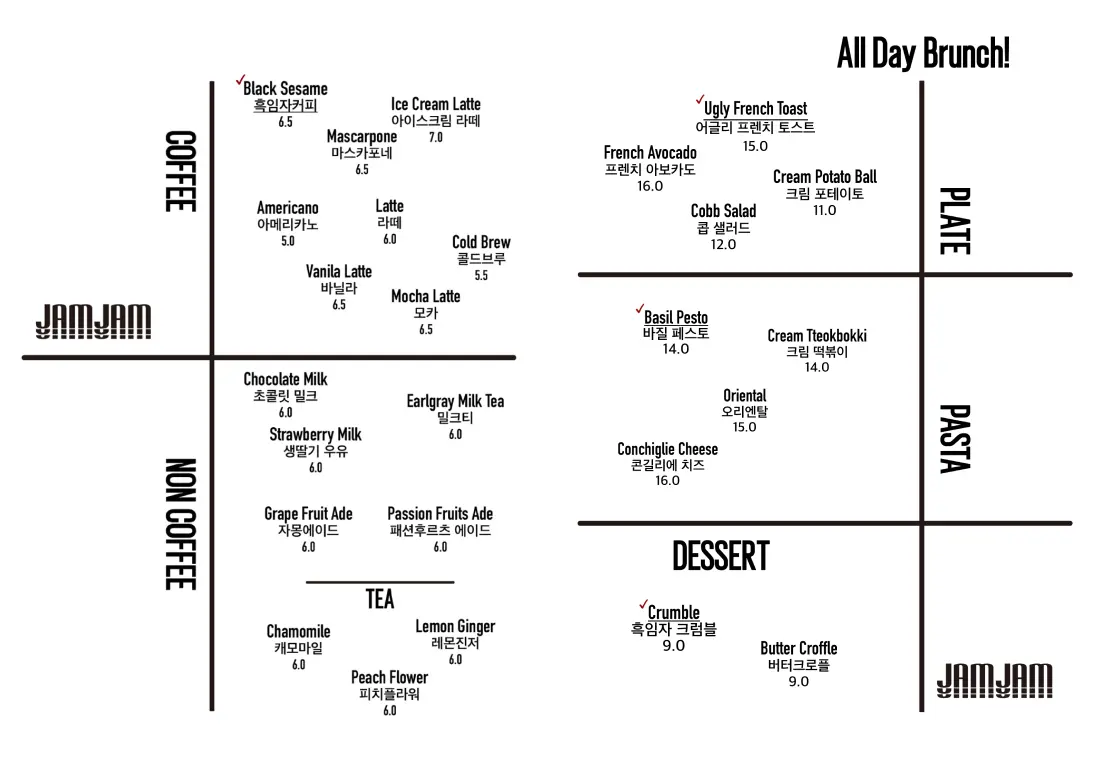 COFFEE
Black Sesame
흑임자커피
6.5
Ice Cream Latte
아이스크림 라떼
7.0
Mascarpone
마스카포네
6.5
Americano
아메리카노
5.0
Latte
라떼
6.0
Cold Brew
콜드브루
5.5
Vanila Latte
바닐라
6.5
Mocha Latte
모카
6.5
JAMJAM
NON COFFEE
Chocolate Milk
초콜릿 밀크
6.0
Earlgray Milk Tea
밀크티
6.0
Strawberry Milk
생딸기 우유
6.0
Grape Fruit Ade
자몽에이드
6.0
Passion Fruits Ade
패션후르츠 에이드
6.0
TEA
Chamomile
캐모마일
6.0
Lemon Ginger
레몬진저
6.0
Peach Flower
피치플라워
6.0
All Day Brunch!
PLATE
Ugly French Toast
어글리 프렌치 토스트
15.0
French Avocado
프렌치 아보카도
16.0
Cream Potato Ball
크림 포테이토
11.0
Cobb Salad
콥 샐러드
12.0
PASTA
Basil Pesto
바질 페스토
14.0
Cream Tteokbokki
크림 떡볶이
14.0
Oriental
오리엔탈
15.0
Conchiglie Cheese
콘길리에 치즈
16.0
DESSERT
Crumble
흑임자 크럼블
9.0
Butter Croffle
버터크로플
9.0
JAMJAM